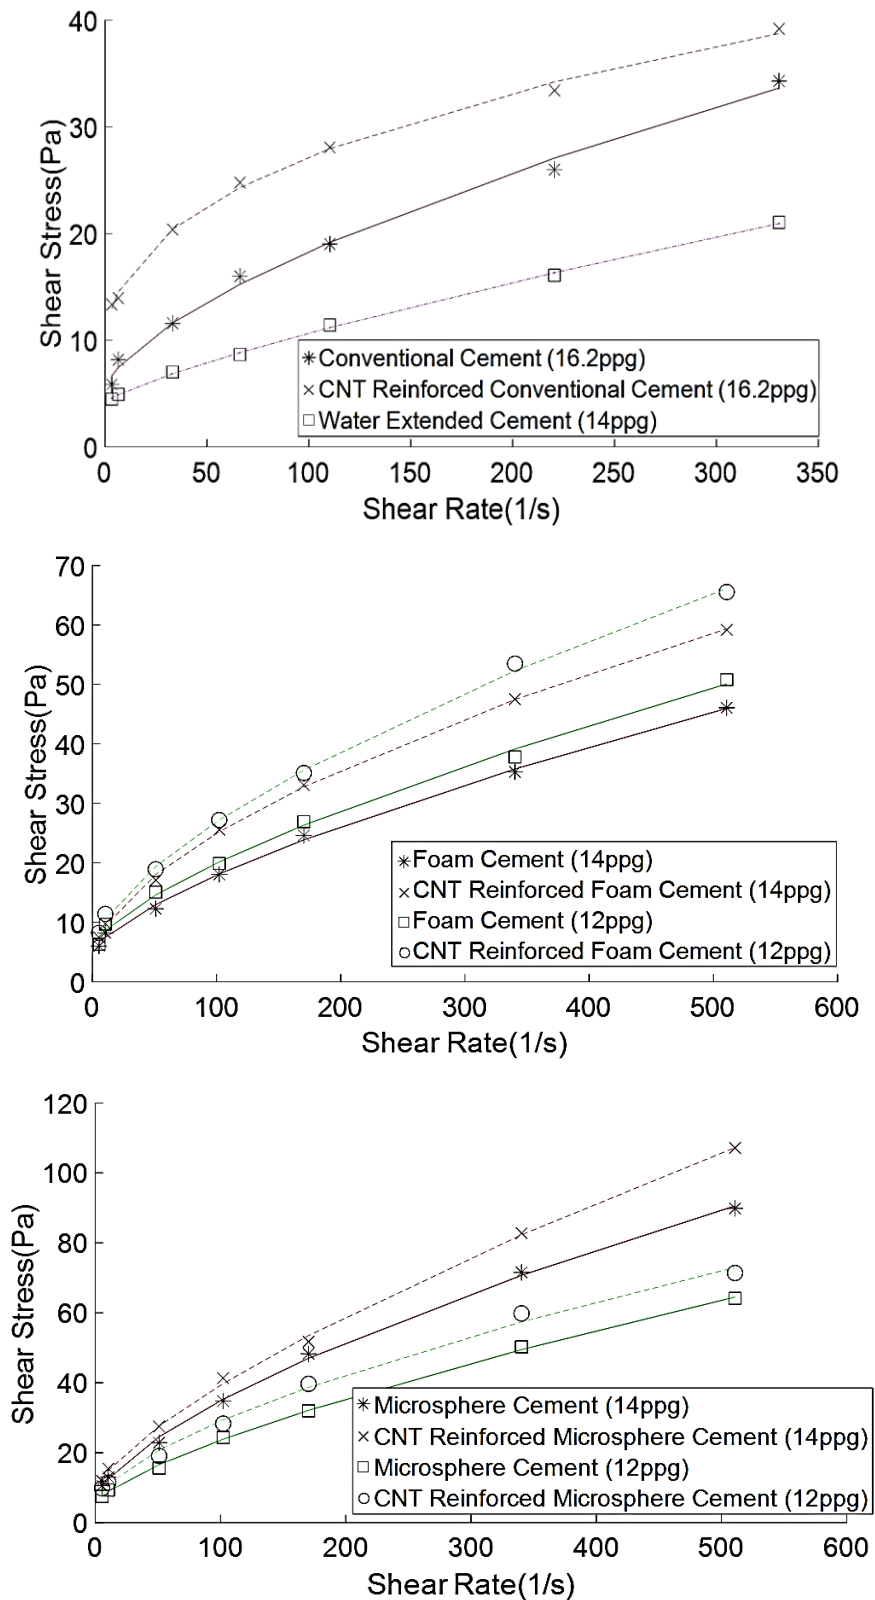 40
30
20
10
0
Shear Stress(Pa)
Conventional Cement (16.2ppg)
CNT Reinforced Conventional Cement (16.2ppg)
Water Extended Cement (14ppg)
0 50 100 150 200 250 300 350
Shear Rate(1/s)
70
60
50
40
30
20
10
0
Shear Stress(Pa)
Foam Cement (14ppg)
CNT Reinforced Foam Cement (14ppg)
Foam Cement (12ppg)
CNT Reinforced Foam Cement (12ppg)
0 100 200 300 400 500 600
Shear Rate(1/s)
120
100
80
60
40
20
0
Shear Stress(Pa)
Microsphere Cement (14ppg)
CNT Reinforced Microsphere Cement (14ppg)
Microsphere Cement (12ppg)
CNT Reinforced Microsphere Cement (12ppg)
0 100 200 300 400 500 600
Shear Rate(1/s)